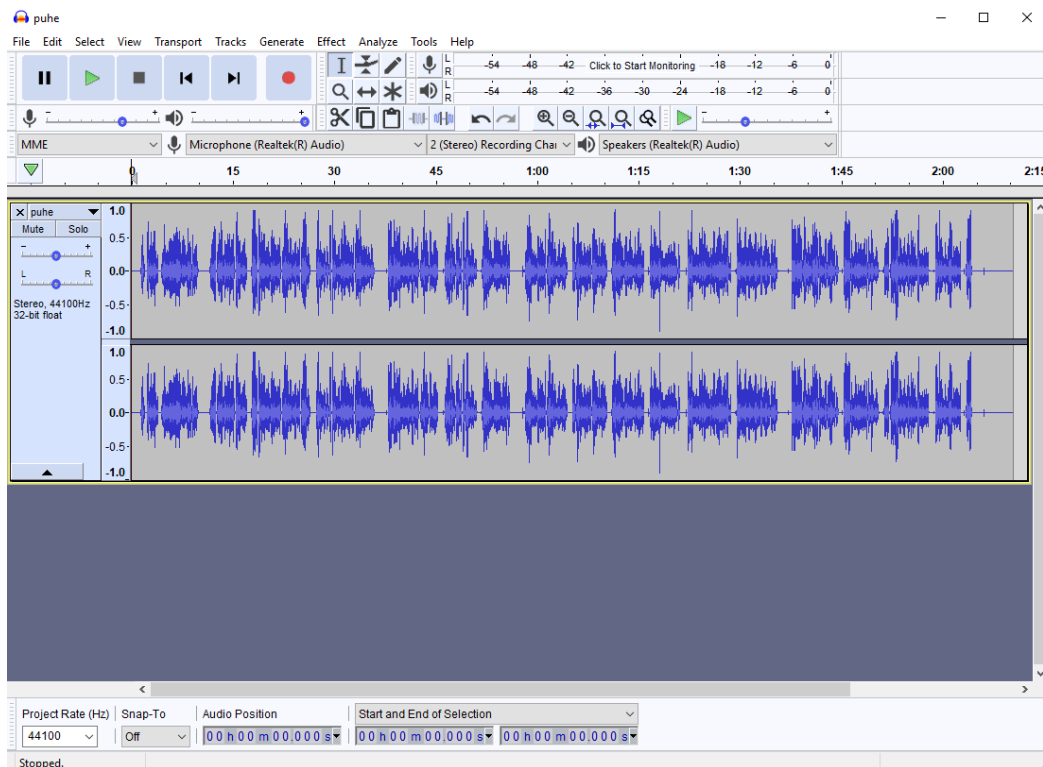 puhe
File Edit Select View Transport Tracks Generate Effect Analyze Tools Help
L
R
-54 -48 -42 Click to Start Monitoring -18 -12 -6 0
L
R
-54 -48 -42 -36 -30 -24 -18 -12 -6 0
- +
- +
- +
MME Microphone (Realtek(R) Audio) 2 (Stereo) Recording Chai Speakers (Realtek(R) Audio)
0 15 30 45 1:00 1:15 1:30 1:45 2:00 2:15
puhe
Mute Solo
- +
L R
Stereo, 44100Hz
32-bit float
1.0
0.5
0.0
-0.5
-1.0
1.0
0.5
0.0
-0.5
-1.0
Project Rate (Hz) Snap-To Audio Position Start and End of Selection
44100 Off 00 h 00 m 00.000 s 00 h 00 m 00.000 s 00 h 00 m 00.000 s
Stopped.